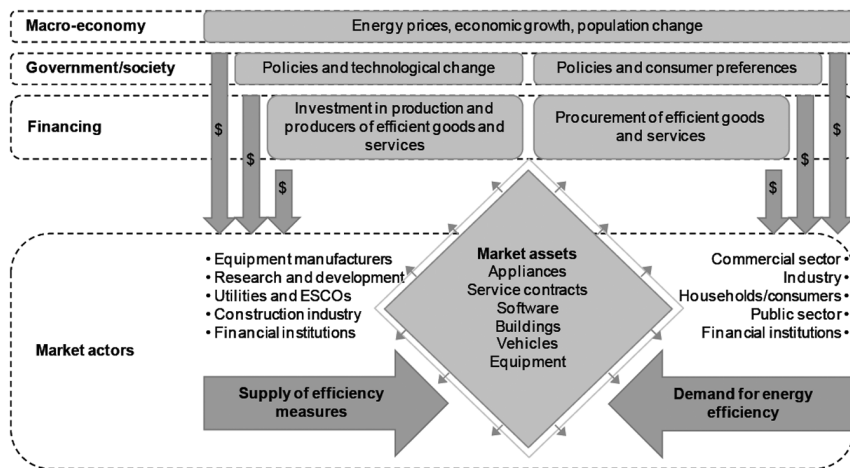 Macro-economy
Energy prices, economic growth, population change
Government/society
Policies and technological change
Policies and consumer preferences
Financing
Investment in production and
producers of efficient goods and
services
Procurement of efficient goods
and services
$
$
$
$
$
$
Market actors
• Equipment manufacturers
• Research and development
• Utilities and ESCOs
• Construction industry
• Financial institutions
Market assets
Appliances
Service contracts
Software
Buildings
Vehicles
Equipment
Commercial sector•
Industry•
Households/consumers•
Public sector•
Financial institutions•
Supply of efficiency
measures
Demand for energy
efficiency